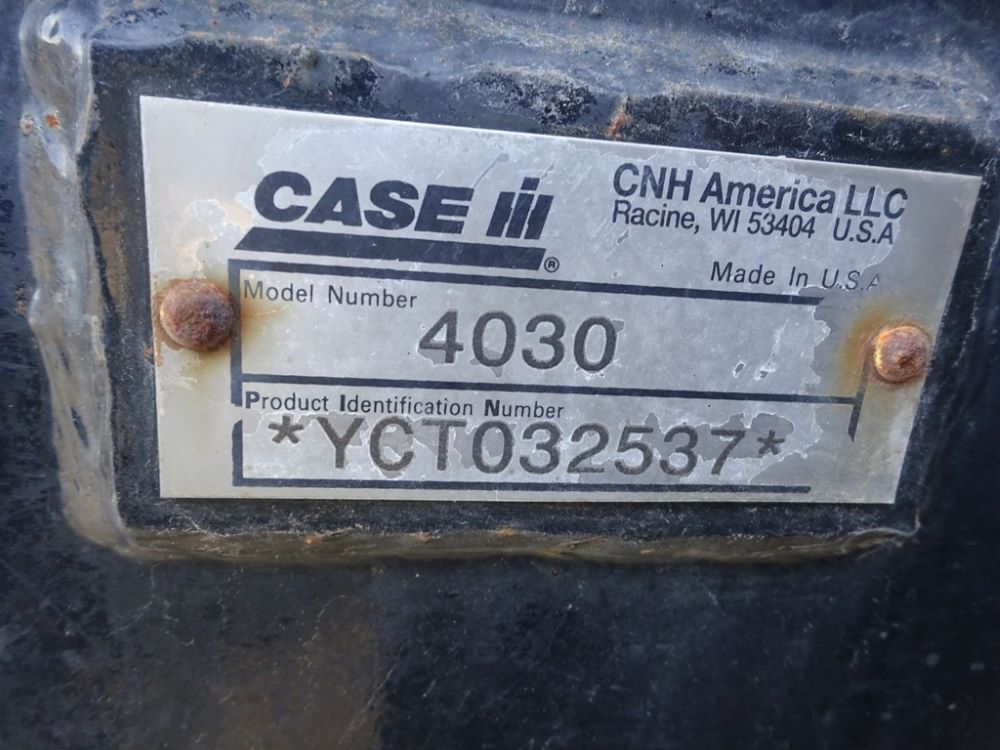 CASE IH ®
CNH America LLC
Racine, WI 53404 U.S.A
Made In U.S.A
Model Number
4030
Product Identification Number
*YCT032537*